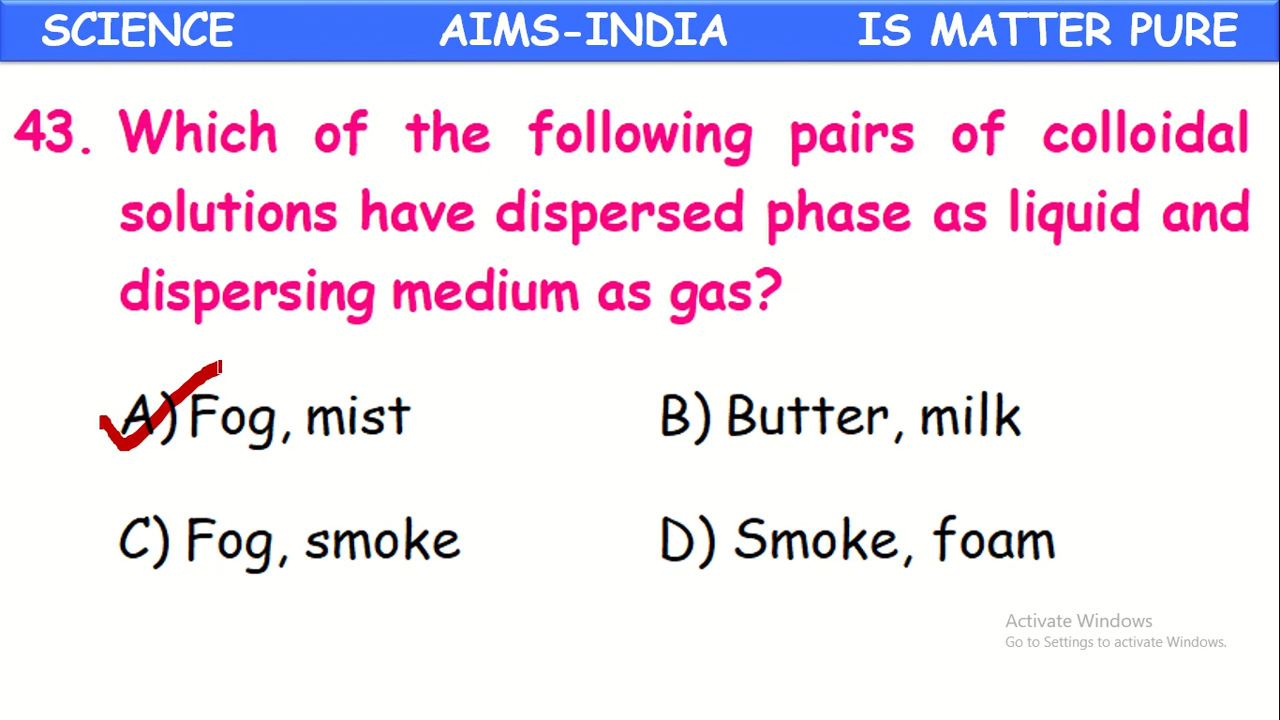 SCIENCE AIMS-INDIA IS MATTER PURE
43. Which of the following pairs of colloidal
solutions have dispersed phase as liquid and
dispersing medium as gas?
A) Fog, mist B) Butter, milk
C) Fog, smoke D) Smoke, foam
Activate Windows
Go to Settings to activate Windows.